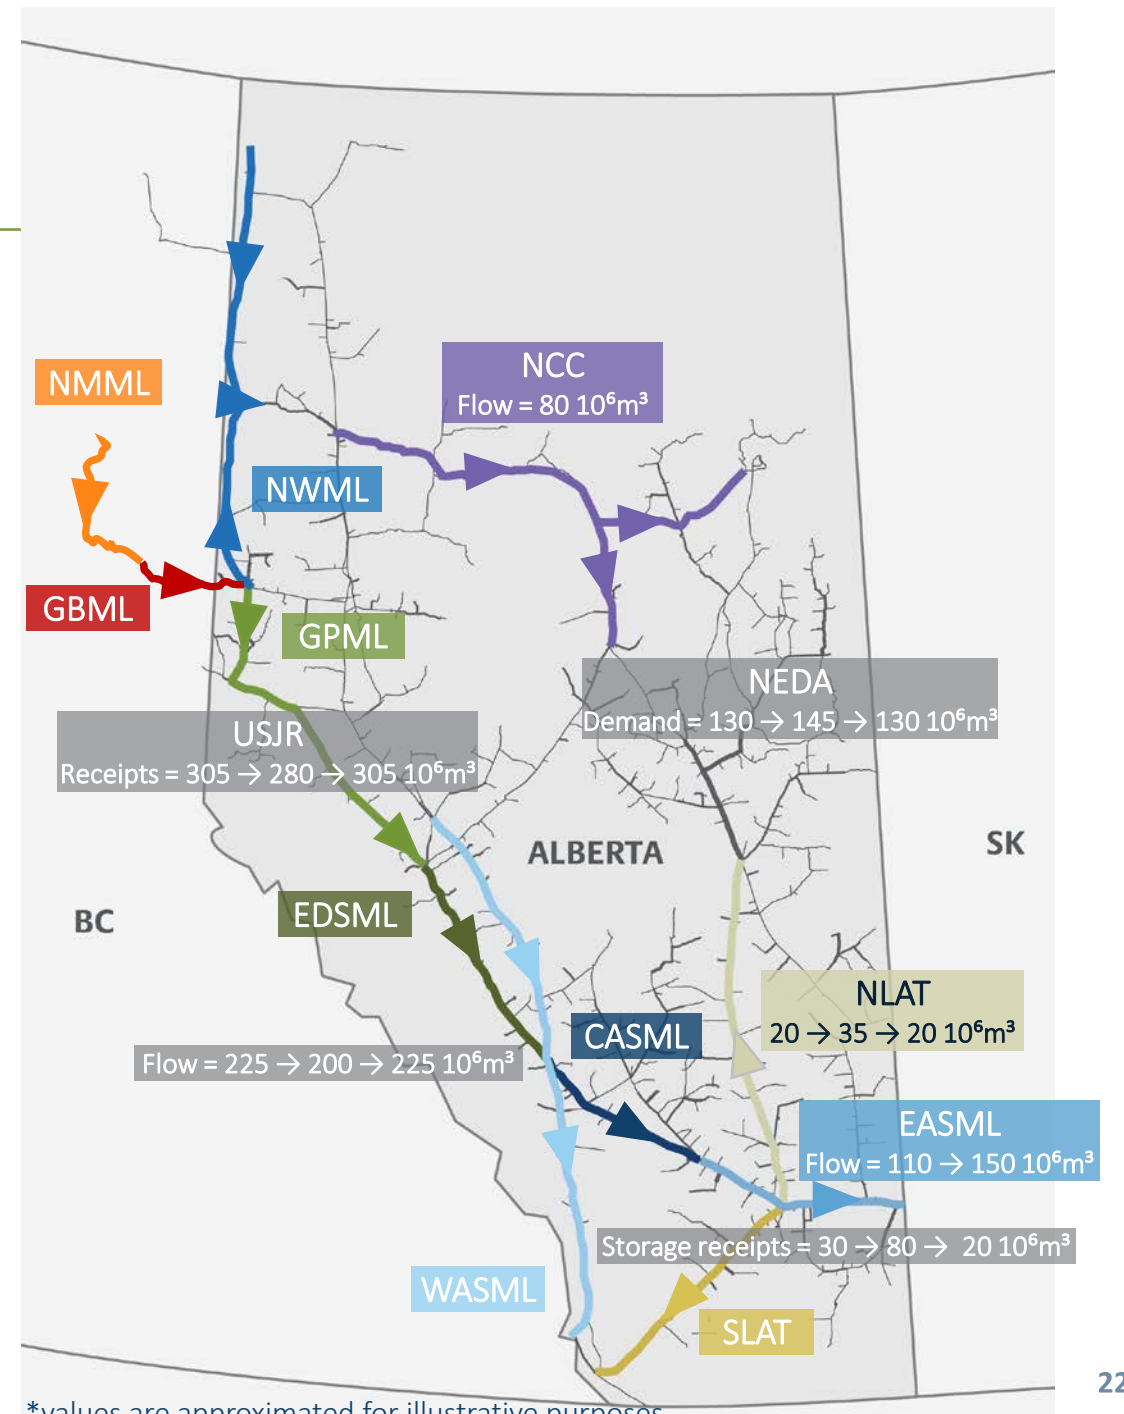 NCC
Flow = 80 10⁶m³
NMML
NWML
GBML
GPML
NEDA
Demand = 130 → 145 → 130 10⁶m³
USJR
Receipts = 305 → 280 → 305 10⁶m³
ALBERTA
SK
BC
EDSML
NLAT
20 → 35 → 20 10⁶m³
CASML
Flow = 225 → 200 → 225 10⁶m³
EASML
Flow = 110 → 150 10⁶m³
Storage receipts = 30 → 80 → 20 10⁶m³
WASML
SLAT
22
*values are approximated for illustrative purposes